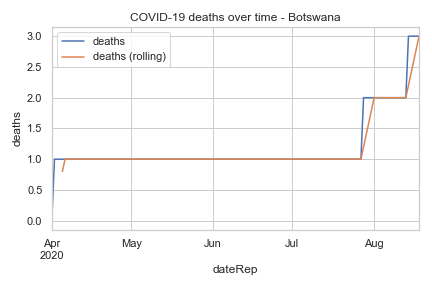 COVID-19 deaths over time - Botswana
deaths
deaths (rolling)
3.0
2.5
2.0
1.5
1.0
0.5
0.0
deaths
Apr
2020
May
Jun
Jul
Aug
dateRep